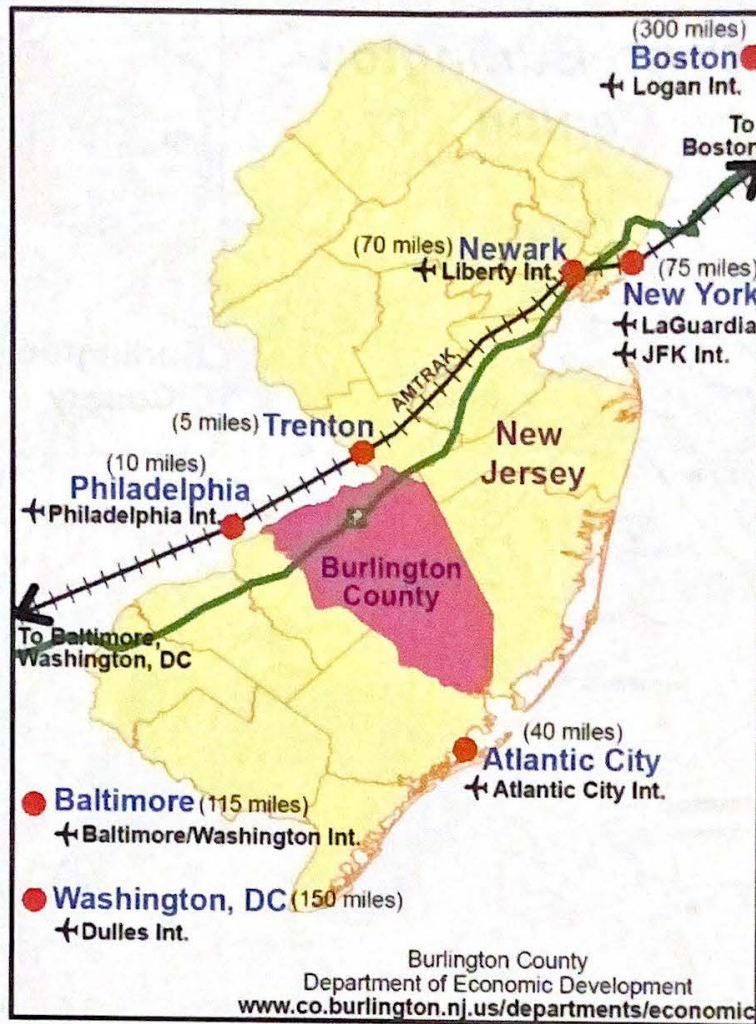 (300 miles)
Boston
Logan Int.
To
Boston
(70 miles) Newark
Liberty Int.
(75 miles)
New York
LaGuardia
JFK Int.
AMTRAK
(5 miles) Trenton
New
Jersey
(10 miles)
Philadelphia
Philadelphia Int.
Burlington
County
To Baltimore,
Washington, DC
(40 miles)
Atlantic City
Atlantic City Int.
Baltimore (115 miles)
Baltimore/Washington Int.
Washington, DC (150 miles)
Dulles Int.
Burlington County
Department of Economic Development
www.co.burlington.nj.us/departments/economic